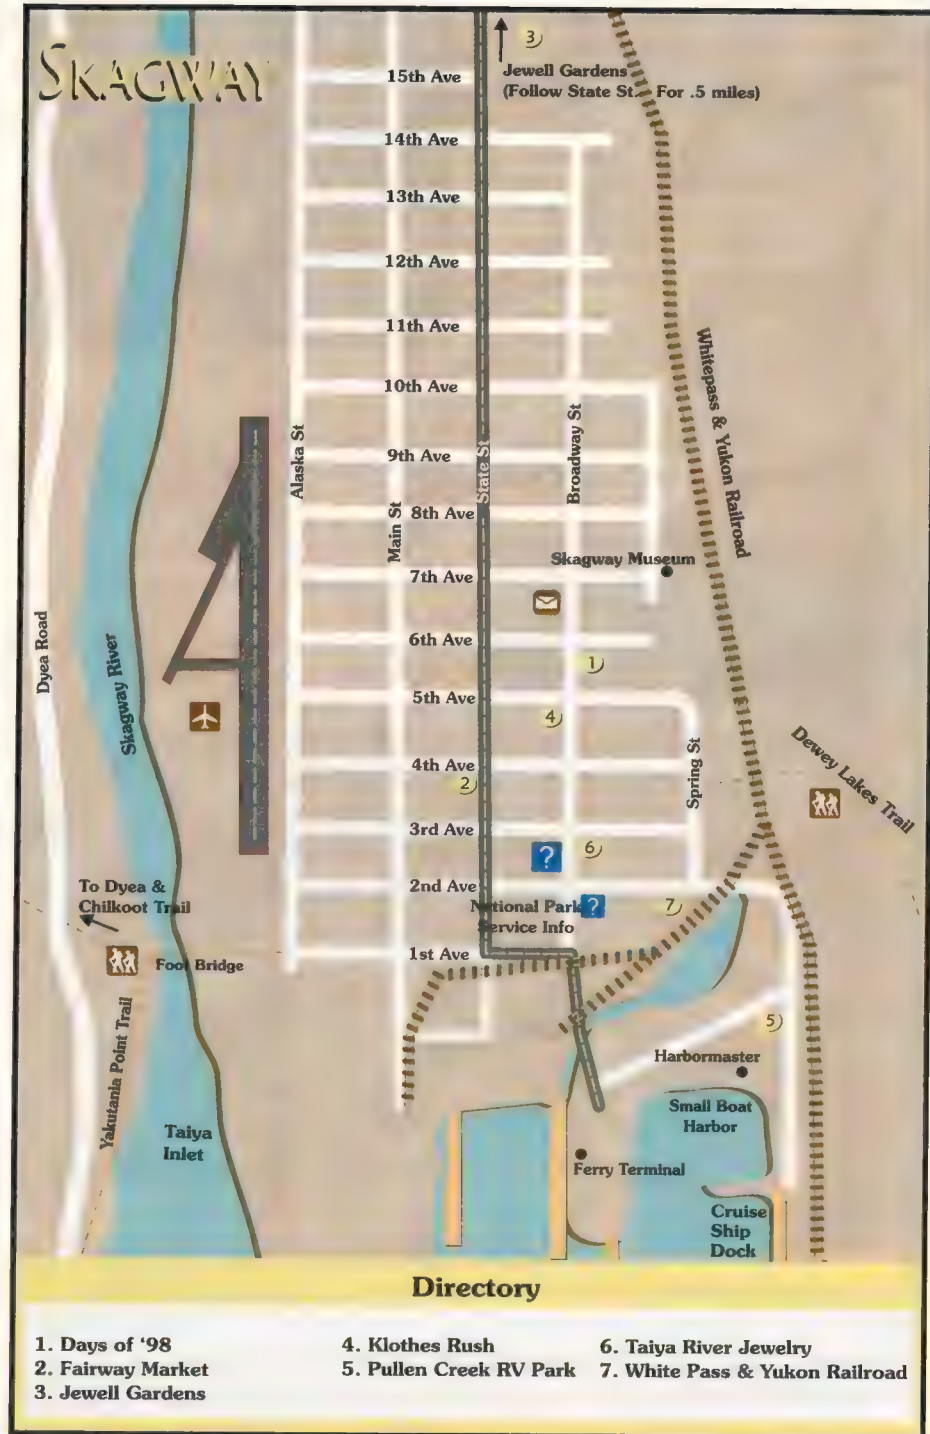 SKAGWAY
3
Jewell Gardens
(Follow State St. For .5 miles)
15th Ave
14th Ave
13th Ave
12th Ave
11th Ave
10th Ave
Whitepass & Yukon Railroad
Alaska St
9th Ave
State St
Broadway St
Main St
8th Ave
Skagway Museum
7th Ave
6th Ave
1
Dyea Road
Skagway River
5th Ave
4
4th Ave
2
Spring St
Dewey Lakes Trail
3rd Ave
6
?
To Dyea &
Chilkoot Trail
2nd Ave
National Park
Service Info
?
7
1st Ave
Foot Bridge
5
Yakutania Point Trail
Harbormaster
Small Boat
Harbor
Taiya
Inlet
Ferry Terminal
Cruise
Ship
Dock
Directory
1. Days of '98
2. Fairway Market
3. Jewell Gardens
4. Klothes Rush
5. Pullen Creek RV Park
6. Taiya River Jewelry
7. White Pass & Yukon Railroad